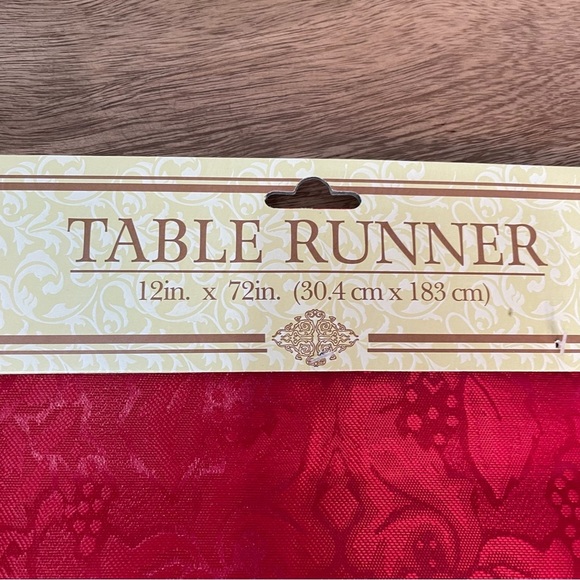 TABLE RUNNER
12in. x 72in. (30.4 cm x 183 cm)